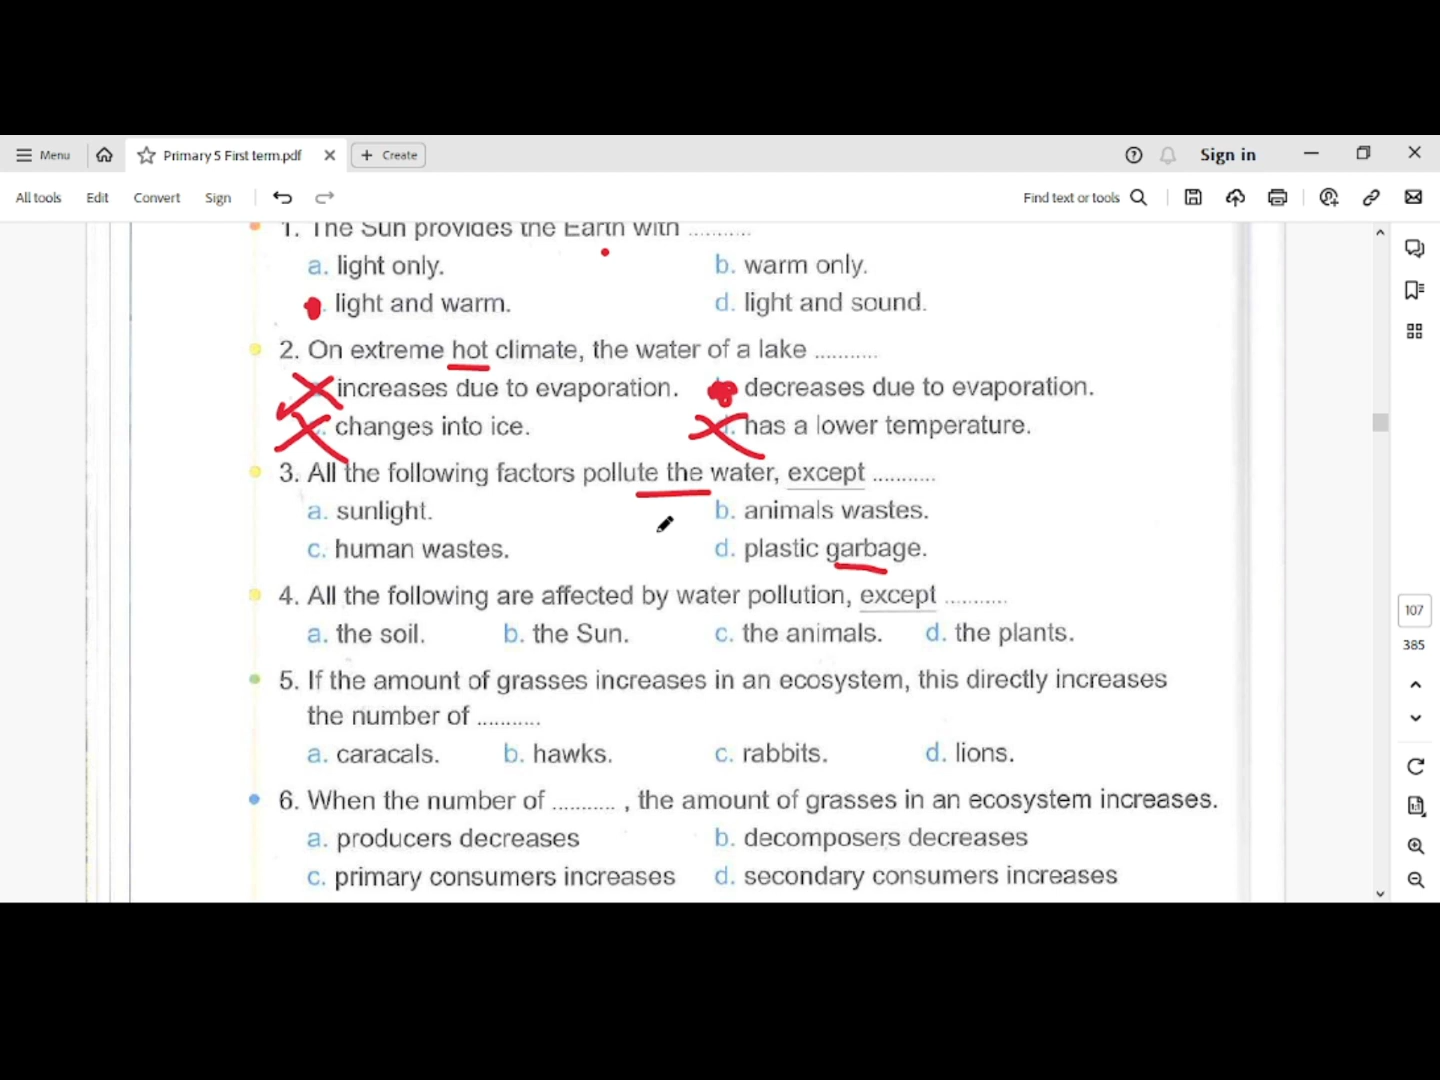 Menu
Primary 5 First term.pdf
Create
Sign in
All tools
Edit
Convert
Sign
Find text or tools
1. The Sun provides the Earth with ...........
a. light only.
b. warm only.
light and warm.
d. light and sound.
2. On extreme hot climate, the water of a lake ...........
increases due to evaporation.
decreases due to evaporation.
changes into ice.
has a lower temperature.
3. All the following factors pollute the water, except ...........
a. sunlight.
b. animals wastes.
c. human wastes.
d. plastic garbage.
4. All the following are affected by water pollution, except ...........
a. the soil.
b. the Sun.
c. the animals.
d. the plants.
5. If the amount of grasses increases in an ecosystem, this directly increases
the number of ...........
a. caracals.
b. hawks.
c. rabbits.
d. lions.
6. When the number of ........... , the amount of grasses in an ecosystem increases.
a. producers decreases
b. decomposers decreases
c. primary consumers increases
d. secondary consumers increases
107
385